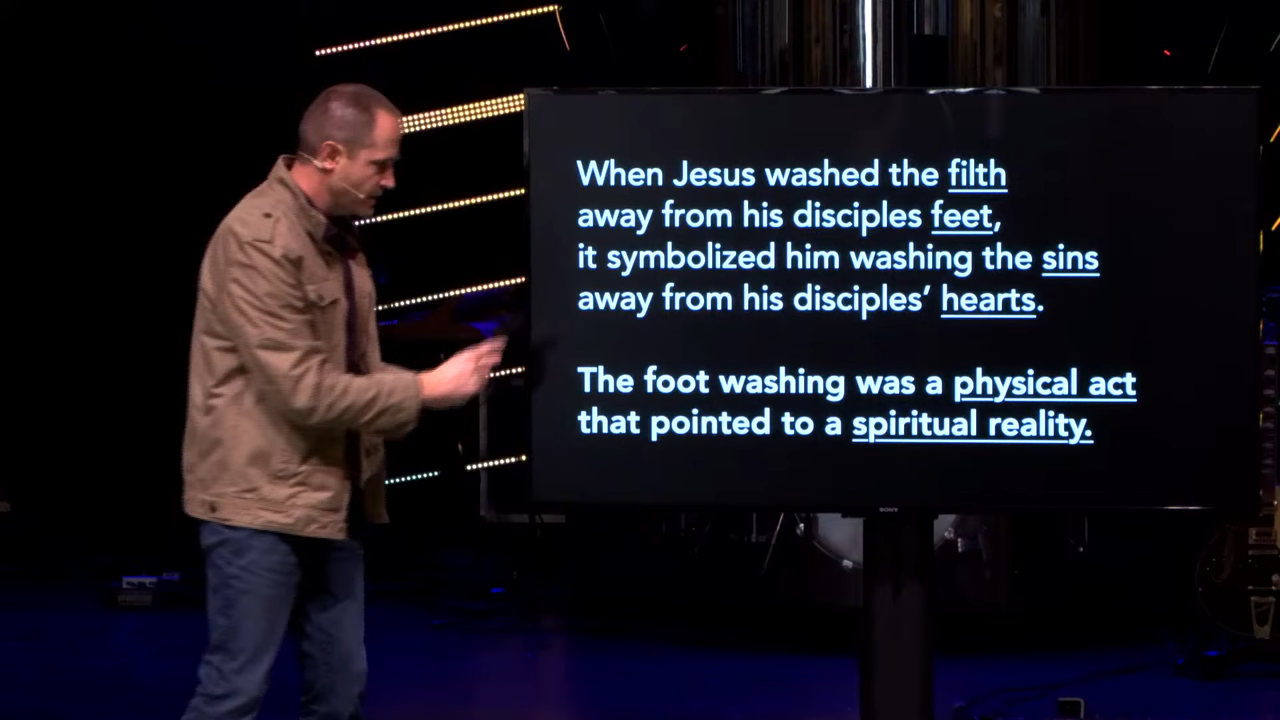 When Jesus washed the filth
away from his disciples feet,
it symbolized him washing the sins
away from his disciples’ hearts.
The foot washing was a physical act
that pointed to a spiritual reality.
SONY